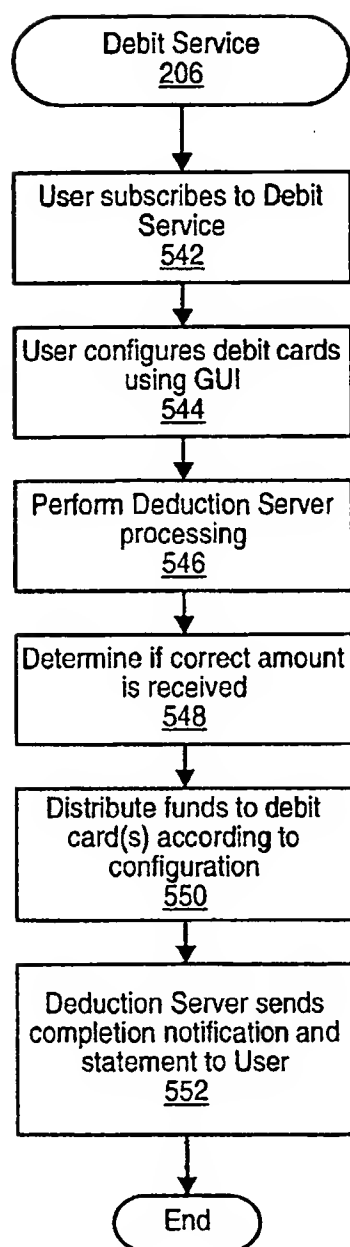 Debit Service
206
User subscribes to Debit
Service
542
User configures debit cards
using GUI
544
Perform Deduction Server
processing
546
Determine if correct amount
is received
548
Distribute funds to debit
card(s) according to
configuration
550
Deduction Server sends
completion notification and
statement to User
552
End